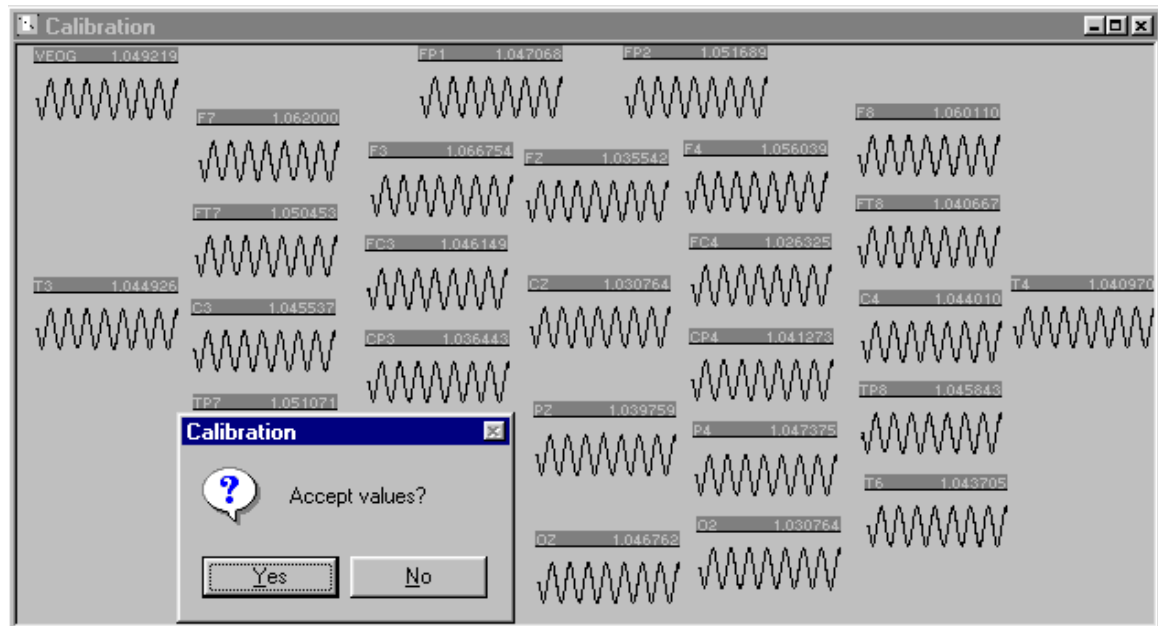 Calibration
VEOG 1.049219
FP1 1.047068
FP2 1.051689
F7 1.062000
F8 1.060110
F3 1.066754
FZ 1.035542
F4 1.056039
FT7 1.050453
FT8 1.040667
FC3 1.046149
FC4 1.026325
T3 1.044926
C3 1.045537
CZ 1.030764
C4 1.044010
T4 1.040970
CP3 1.036443
CP4 1.041273
TP7 1.051071
TP8 1.045843
PZ 1.039759
P4 1.047375
T6 1.043705
OZ 1.046762
O2 1.030764
Calibration
Accept values?
Yes
No